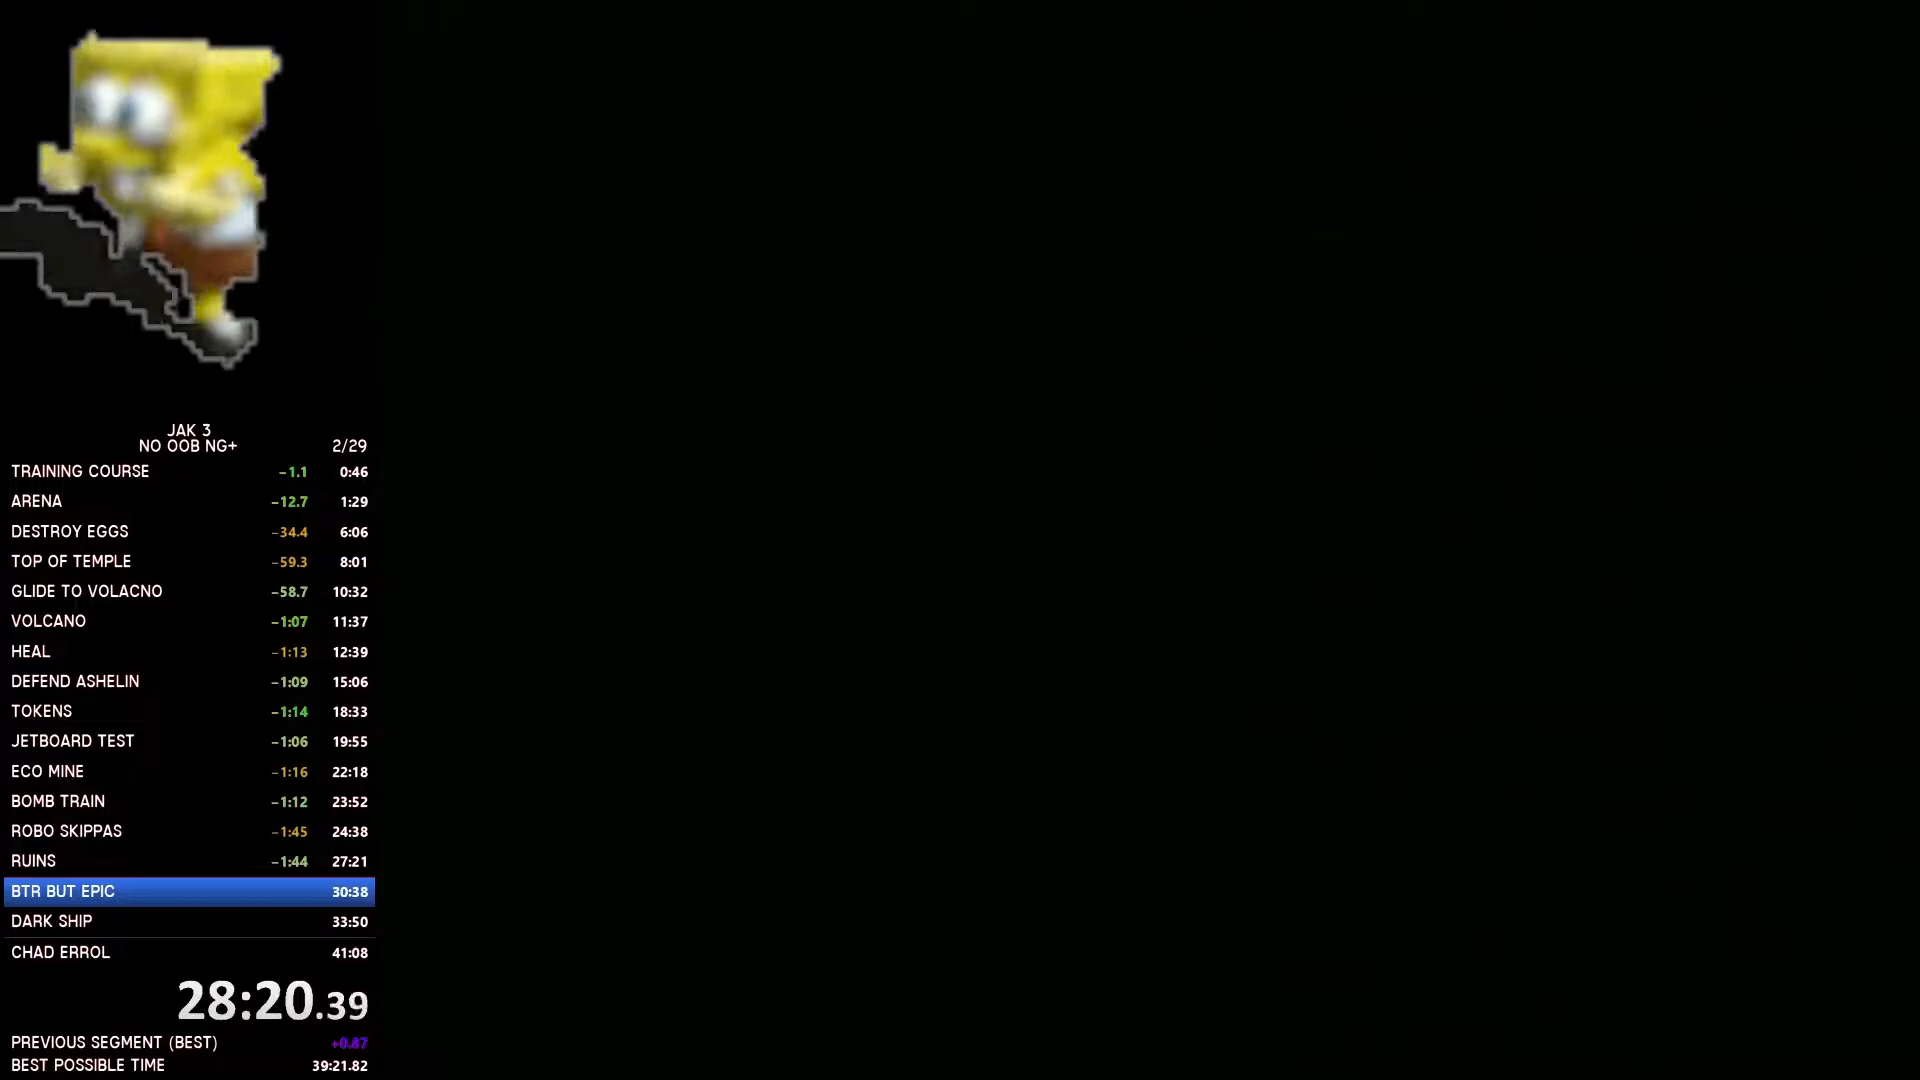 JAK 3
NO OOB NG+ 2/29
TRAINING COURSE -1.1 0:46
ARENA -12.7 1:29
DESTROY EGGS -34.4 6:06
TOP OF TEMPLE -59.3 8:01
GLIDE TO VOLACNO -58.7 10:32
VOLCANO -1:07 11:37
HEAL -1:13 12:39
DEFEND ASHELIN -1:09 15:06
TOKENS -1:14 18:33
JETBOARD TEST -1:06 19:55
ECO MINE -1:16 22:18
BOMB TRAIN -1:12 23:52
ROBO SKIPPAS -1:45 24:38
RUINS -1:44 27:21
BTR BUT EPIC 30:38
DARK SHIP 33:50
CHAD ERROL 41:08
28:20.39
PREVIOUS SEGMENT (BEST) +0.87
BEST POSSIBLE TIME 39:21.82